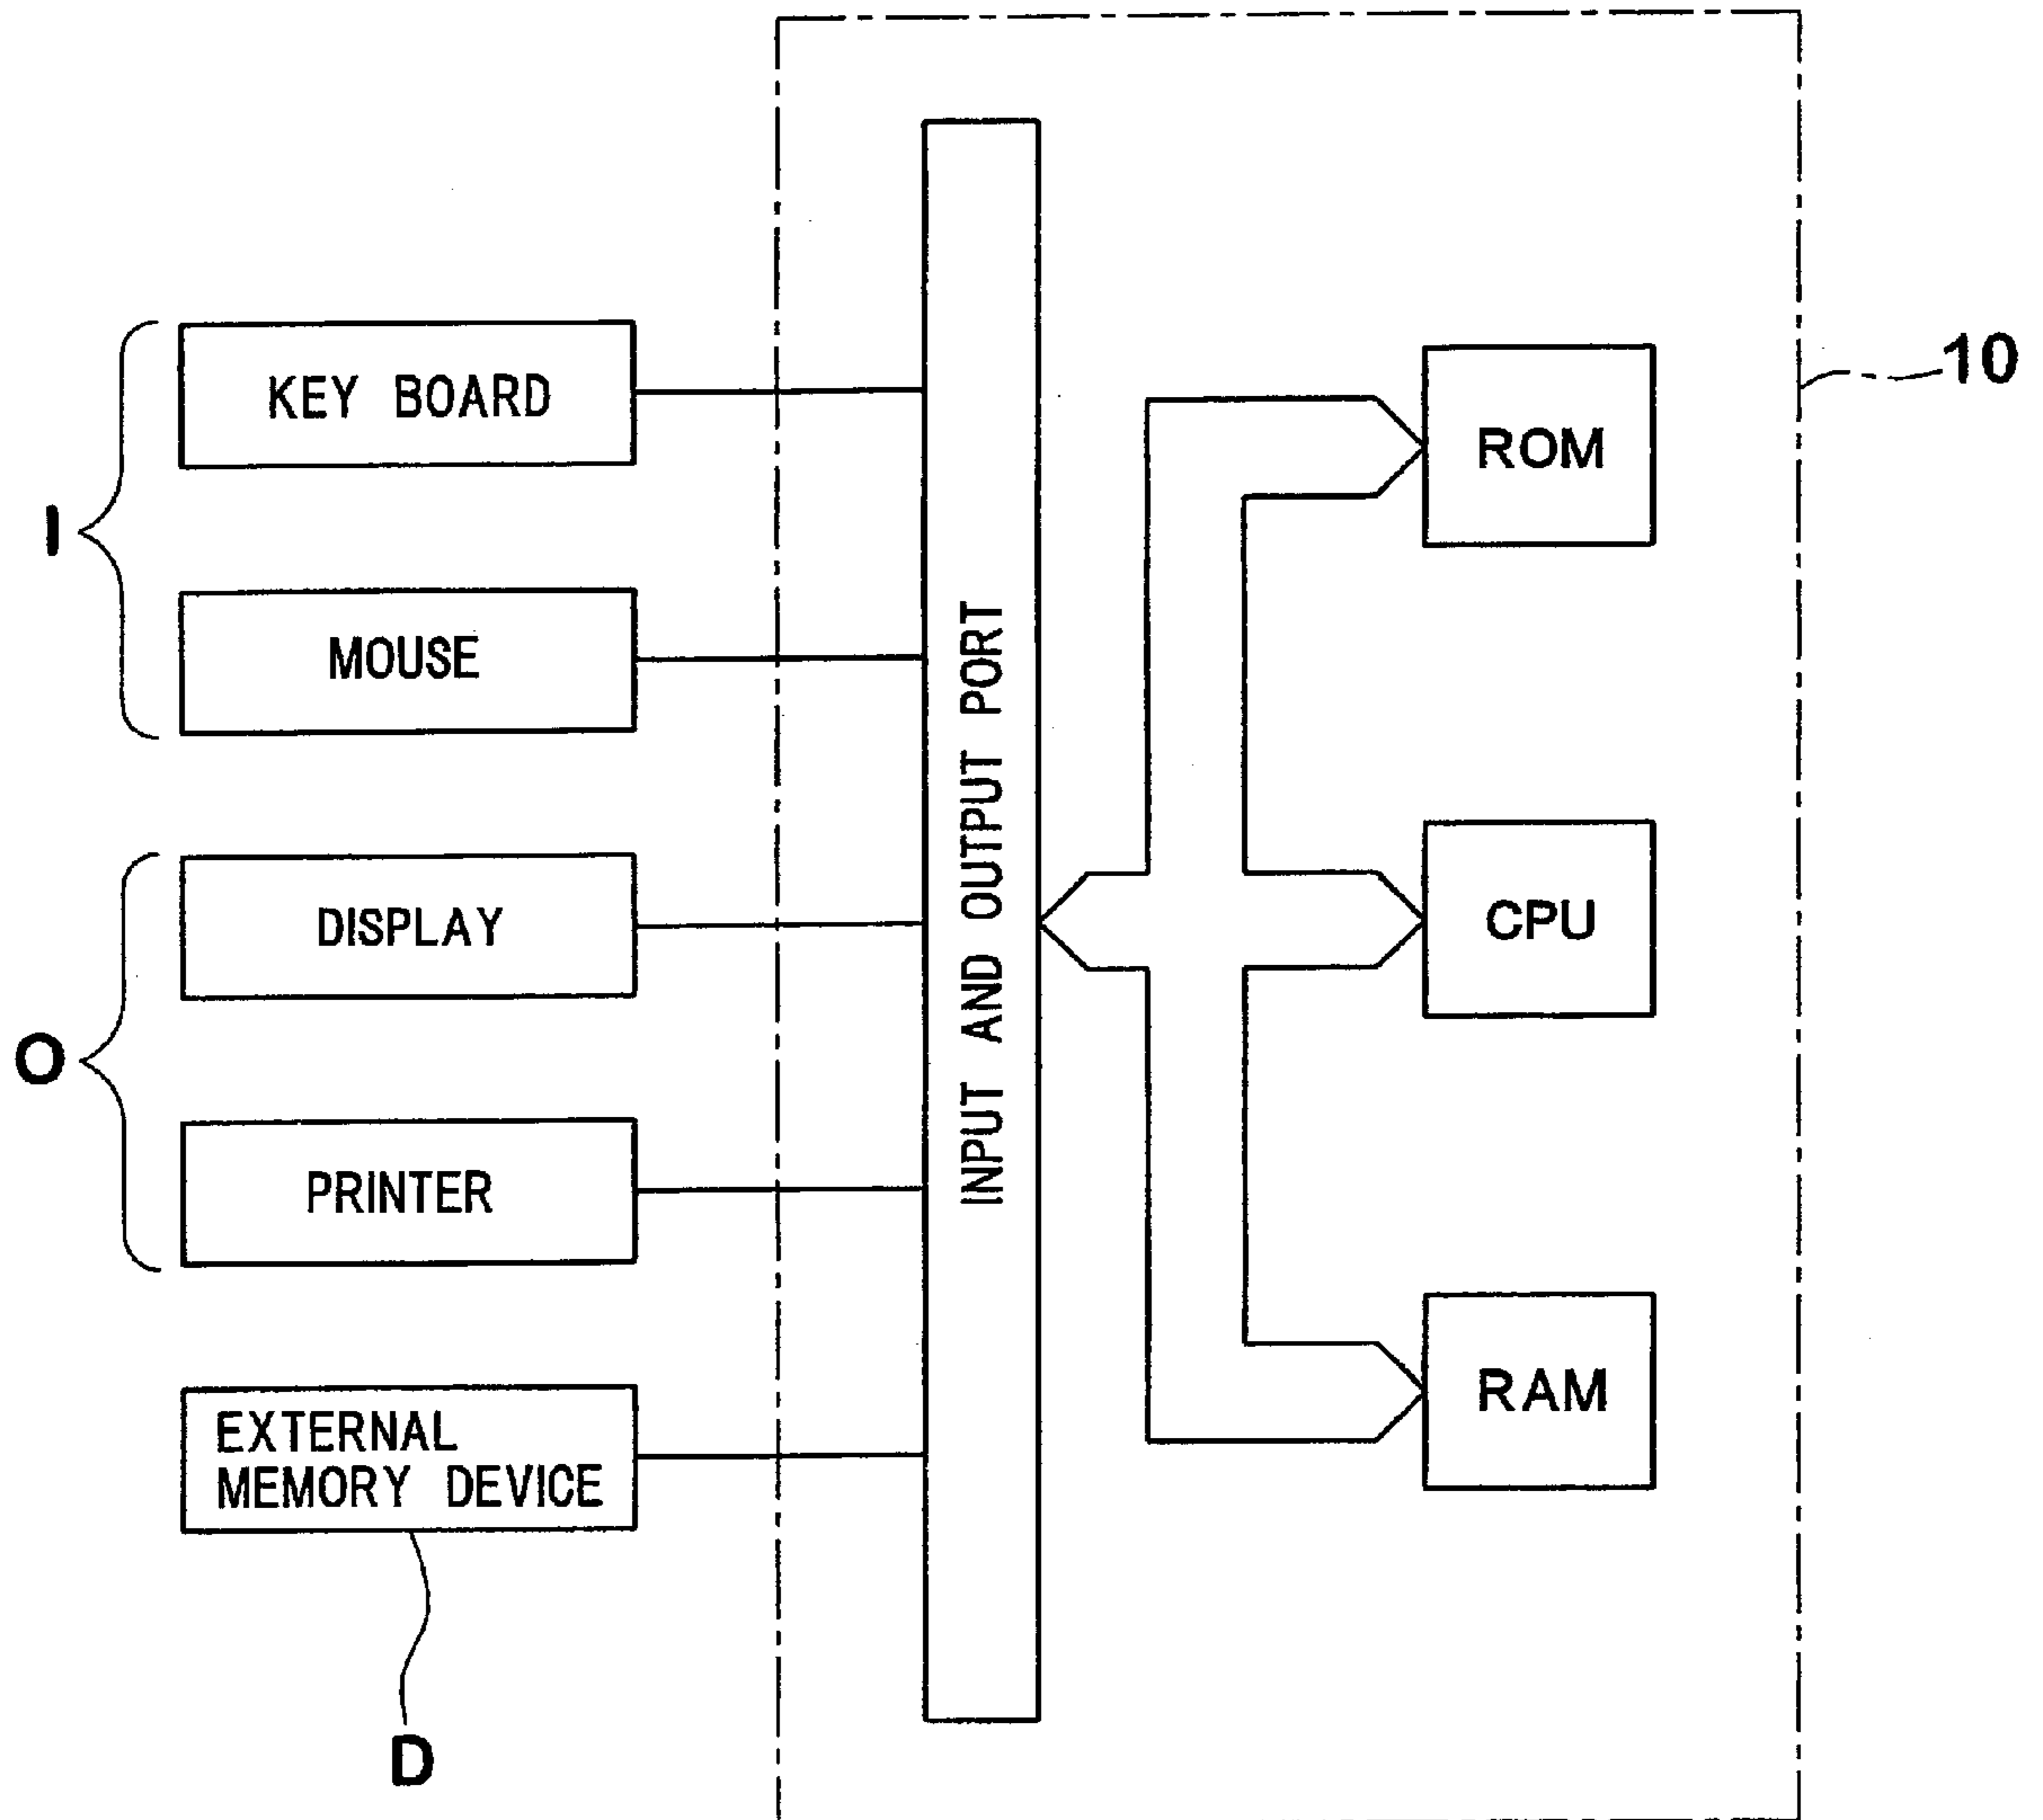 10
KEY BOARD
ROM
I
MOUSE
INPUT AND OUTPUT PORT
DISPLAY
CPU
O
PRINTER
RAM
EXTERNAL
MEMORY DEVICE
D